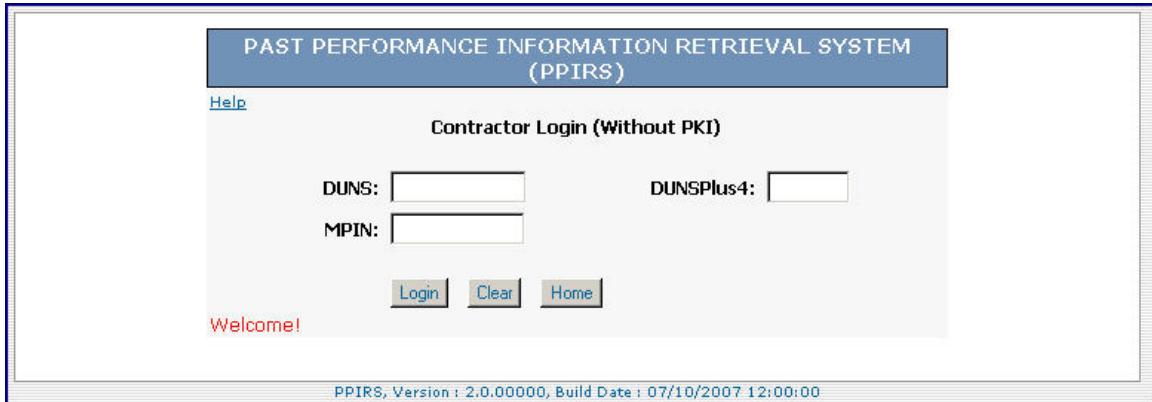 PAST PERFORMANCE INFORMATION RETRIEVAL SYSTEM
(PPIRS)
Help
Contractor Login (Without PKI)
DUNS: DUNSPlus4:
MPIN:
Login Clear Home
Welcome!
PPIRS, Version : 2.0.00000, Build Date : 07/10/2007 12:00:00